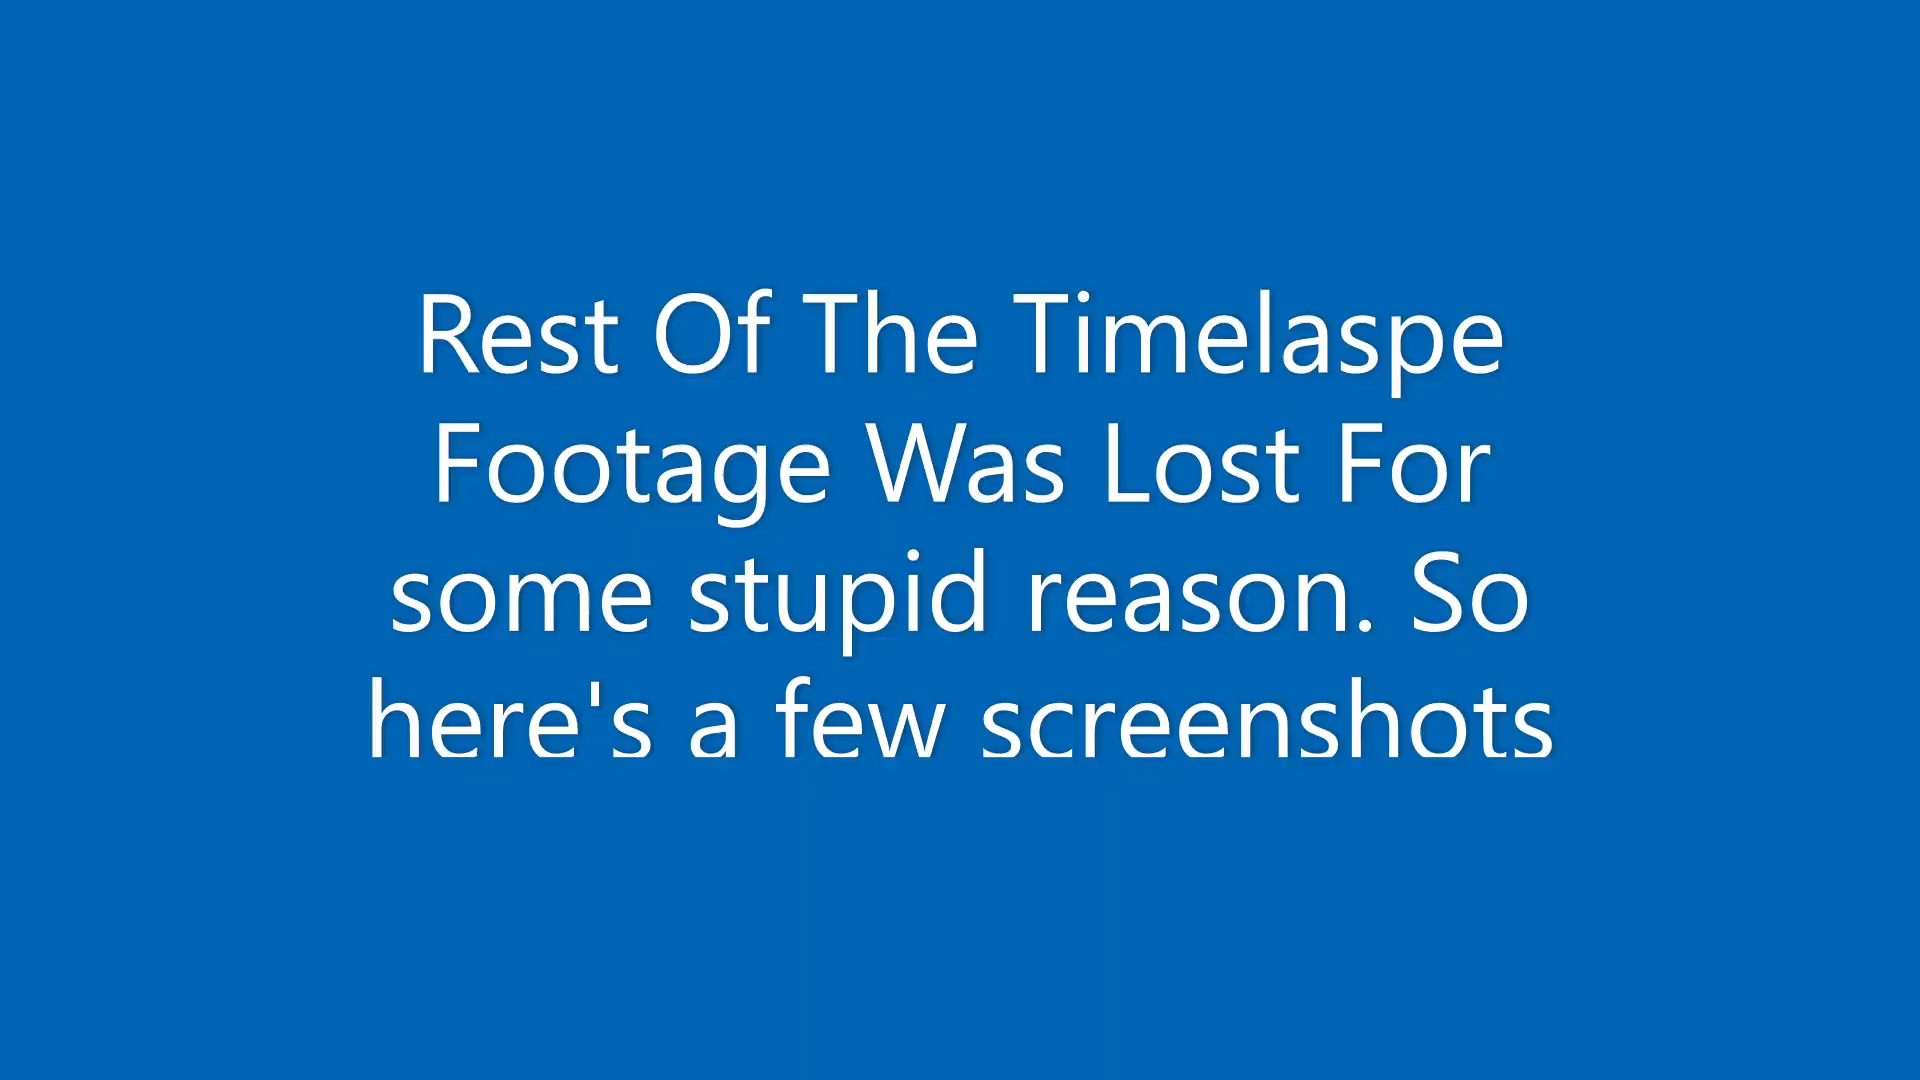 Rest Of The Timelaspe
Footage Was Lost For
some stupid reason. So
here's a few screenshots